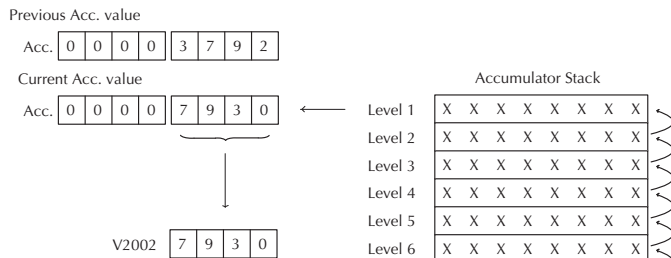 Previous Acc. value
Acc. 0 0 0 0 3 7 9 2
Current Acc. value
Acc. 0 0 0 0 7 9 3 0
V2002 7 9 3 0
Accumulator Stack
Level 1 X X X X X X X X
Level 2 X X X X X X X X
Level 3 X X X X X X X X
Level 4 X X X X X X X X
Level 5 X X X X X X X X
Level 6 X X X X X X X X